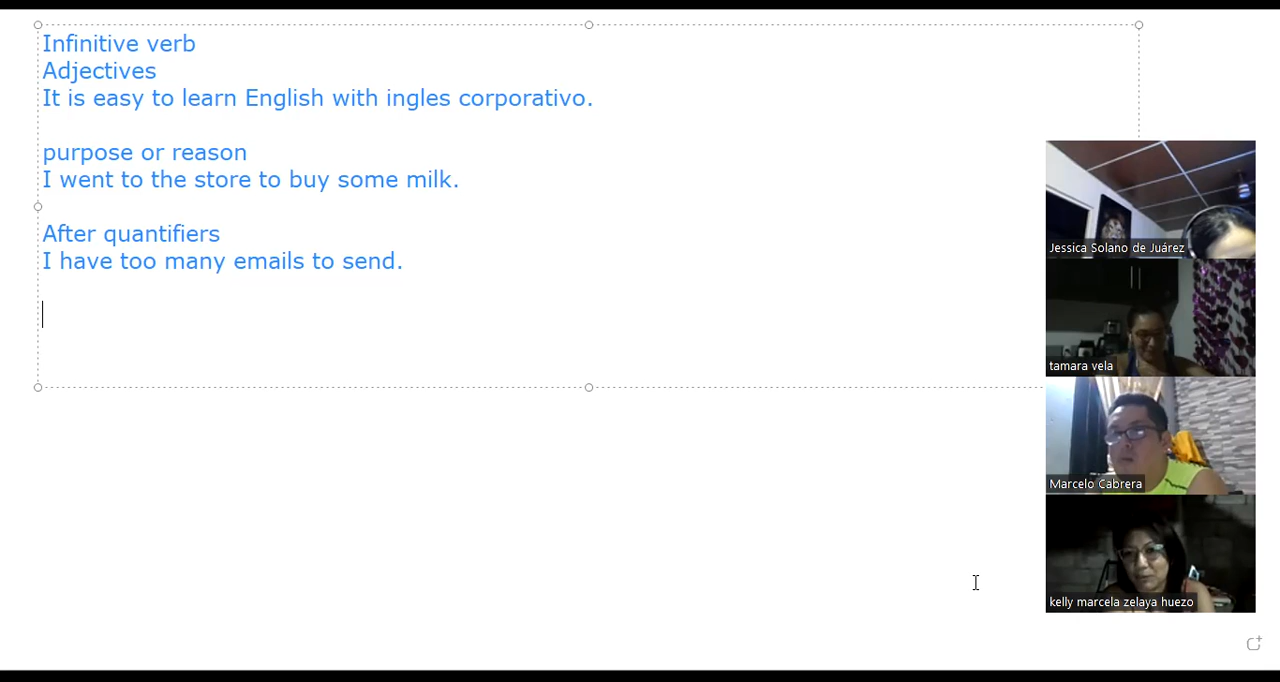 Infinitive verb
Adjectives
It is easy to learn English with ingles corporativo.
purpose or reason
I went to the store to buy some milk.
After quantifiers
I have too many emails to send.
Jessica Solano de Juárez
tamara vela
Marcelo Cabrera
kelly marcela zelaya huezo